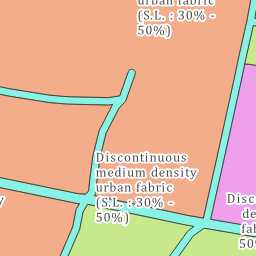 urban fabric
(S.L. : 30% -
50%)
Discontinuous
medium density
urban fabric
(S.L. : 30% -
50%)
Disc
de
fab
50%